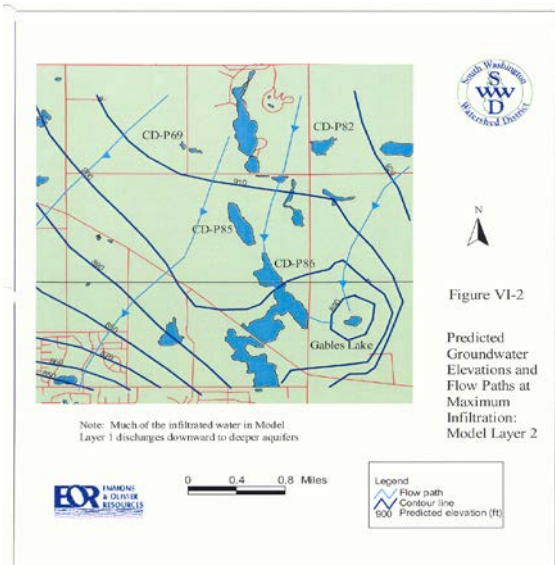 South Washington
SWWD
Watershed District
CD-P69
CD-P82
910
CD-P85
CD-P86
Gables Lake
N
Figure VI-2
Predicted
Groundwater
Elevations and
Flow Paths at
Maximum
Infiltration:
Model Layer 2
Note: Much of the infiltrated water in Model
Layer 1 discharges downward to deeper aquifers
EOR
EMMONS
& OLIVIER
RESOURCES
0 0.4 0.8 Miles
Legend
Flow path
Contour line
900 Predicted elevation (ft)